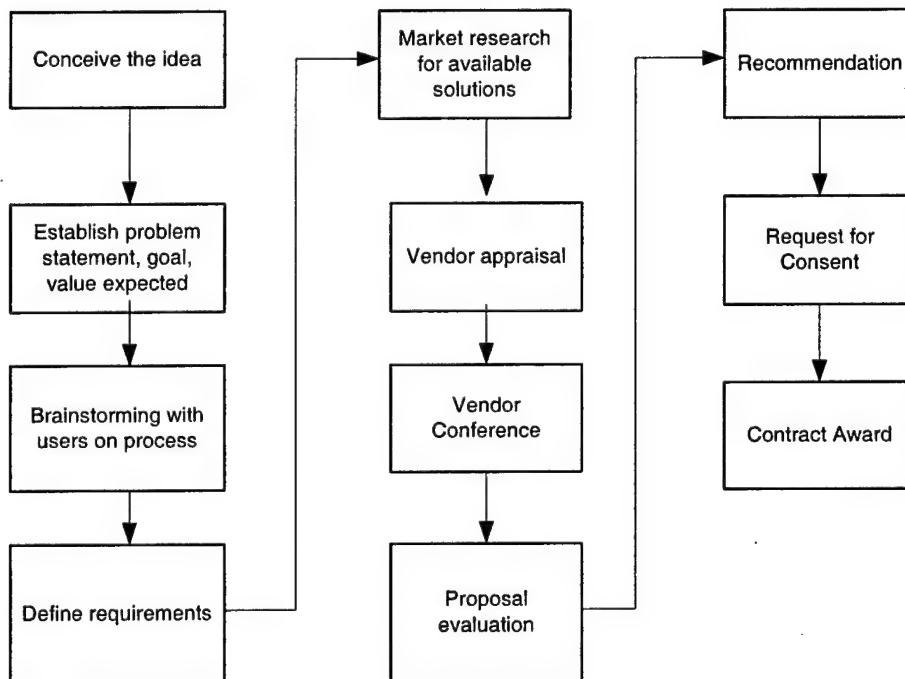 Conceive the idea
Establish problem
statement, goal,
value expected
Brainstorming with
users on process
Define requirements
Market research
for available
solutions
Vendor appraisal
Vendor
Conference
Proposal
evaluation
Recommendation
Request for
Consent
Contract Award